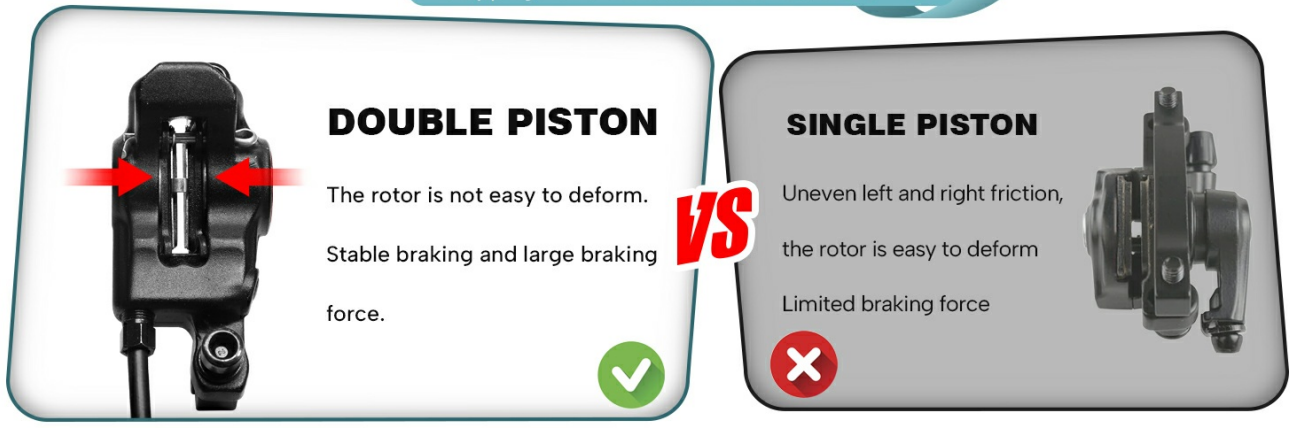 DOUBLE PISTON
The rotor is not easy to deform.
Stable braking and large braking
force.
VS
SINGLE PISTON
Uneven left and right friction,
the rotor is easy to deform
Limited braking force